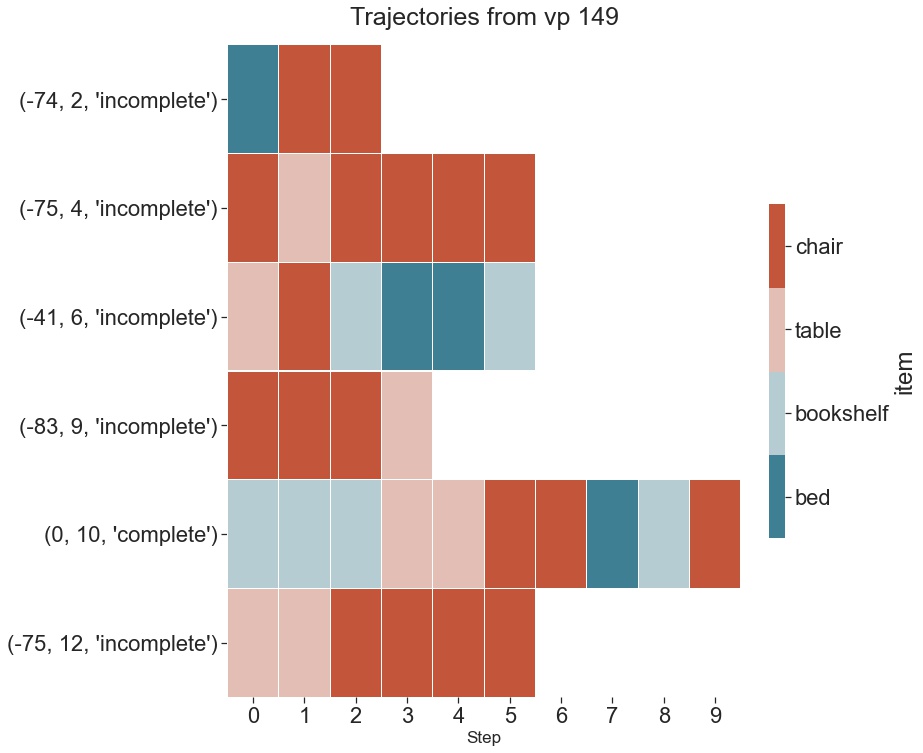 Trajectories from vp 149
(-74, 2, 'incomplete')
(-75, 4, 'incomplete')
(-41, 6, 'incomplete')
(-83, 9, 'incomplete')
(0, 10, 'complete')
(-75, 12, 'incomplete')
0 1 2 3 4 5 6 7 8 9
Step
chair
table
bookshelf
bed
item